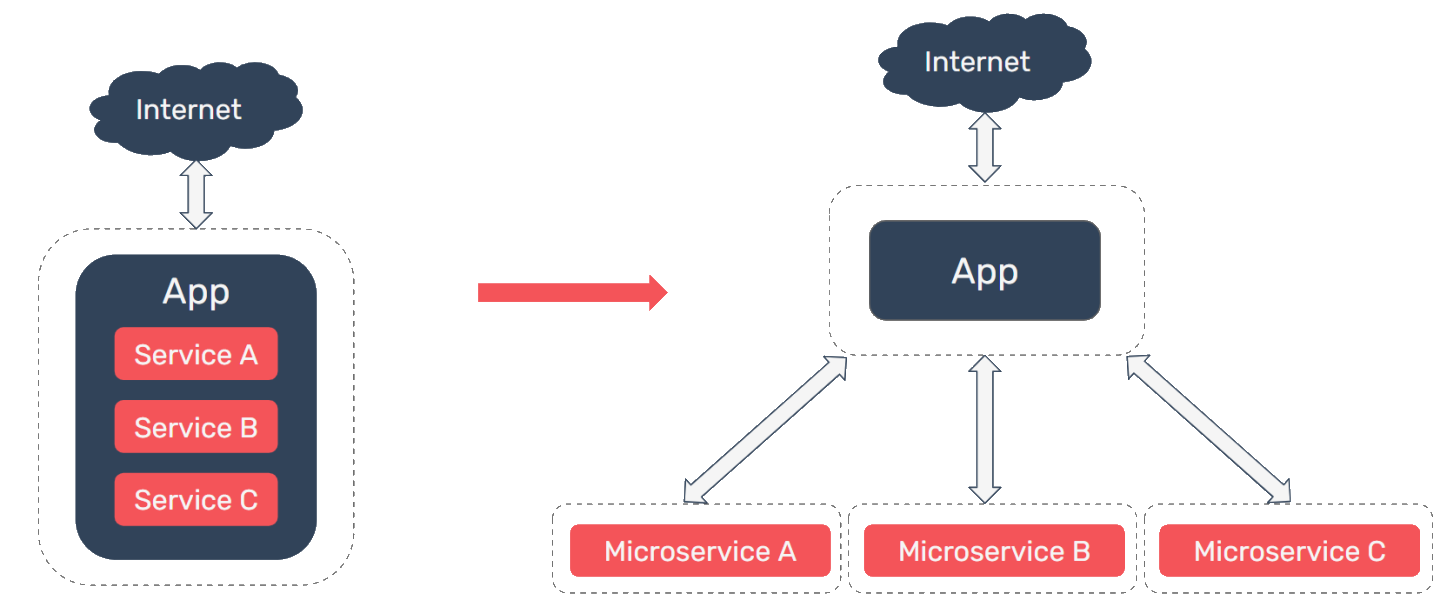 Internet
App
Service A
Service B
Service C
Internet
App
Microservice A
Microservice B
Microservice C